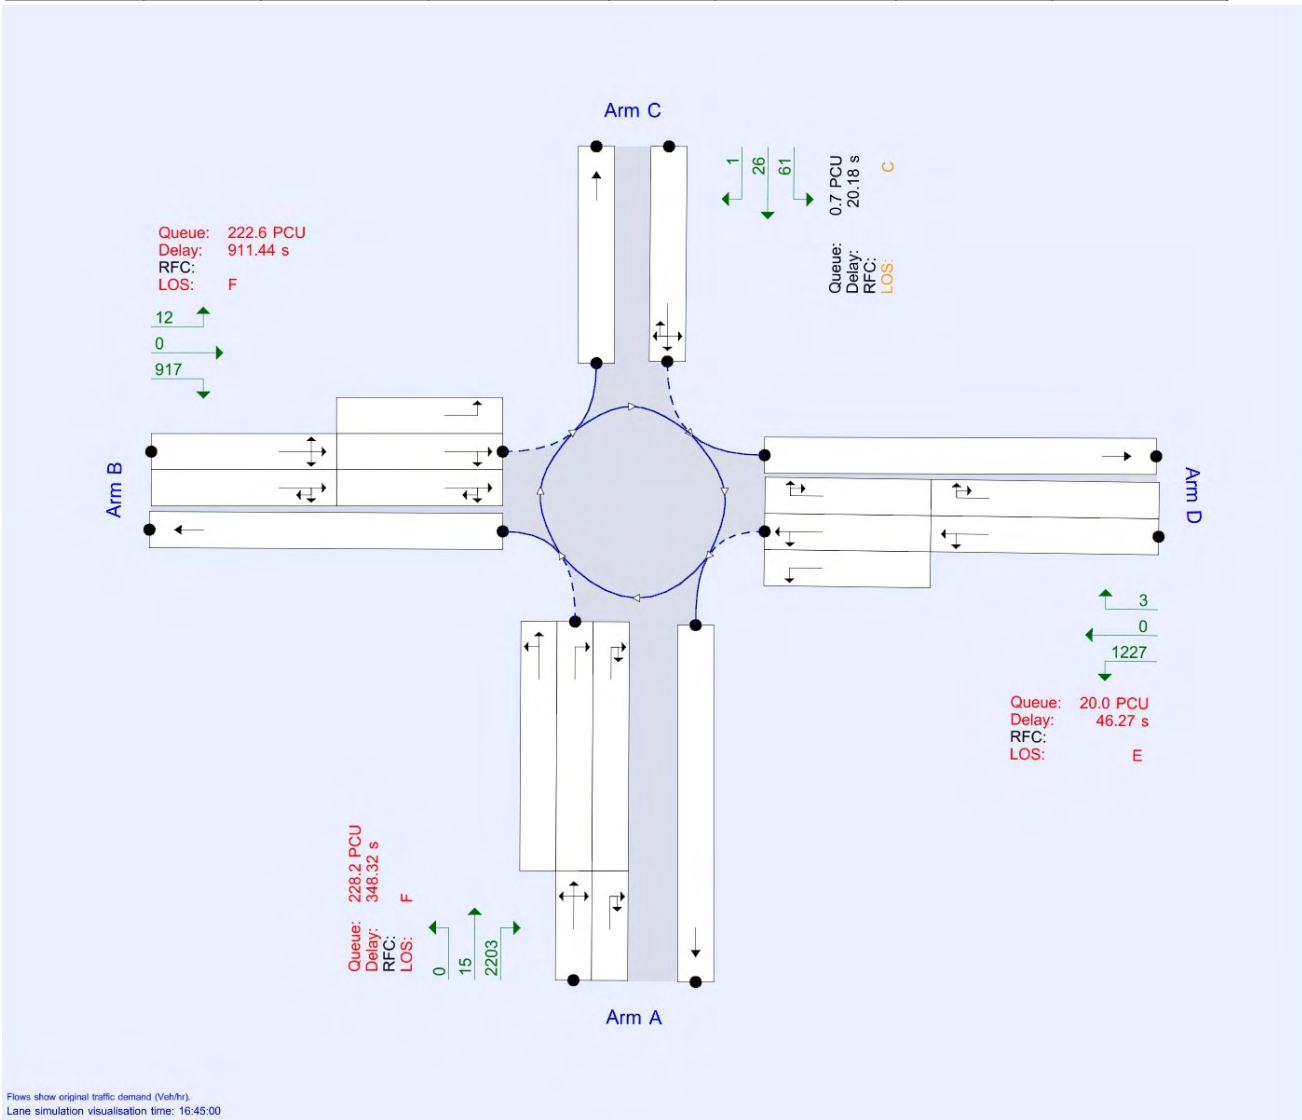 Arm C
1
26
61
Queue: 0.7 PCU
Delay: 20.18 s
RFC:
LOS: C
Queue: 222.6 PCU
Delay: 911.44 s
RFC:
LOS: F
12
0
917
Arm B
Arm D
3
0
1227
Queue: 20.0 PCU
Delay: 46.27 s
RFC:
LOS: E
Queue: 228.2 PCU
Delay: 348.32 s
RFC:
LOS: F
0
15
2203
Arm A
Flows show original traffic demand (Veh/hr).
Lane simulation visualisation time: 16:45:00